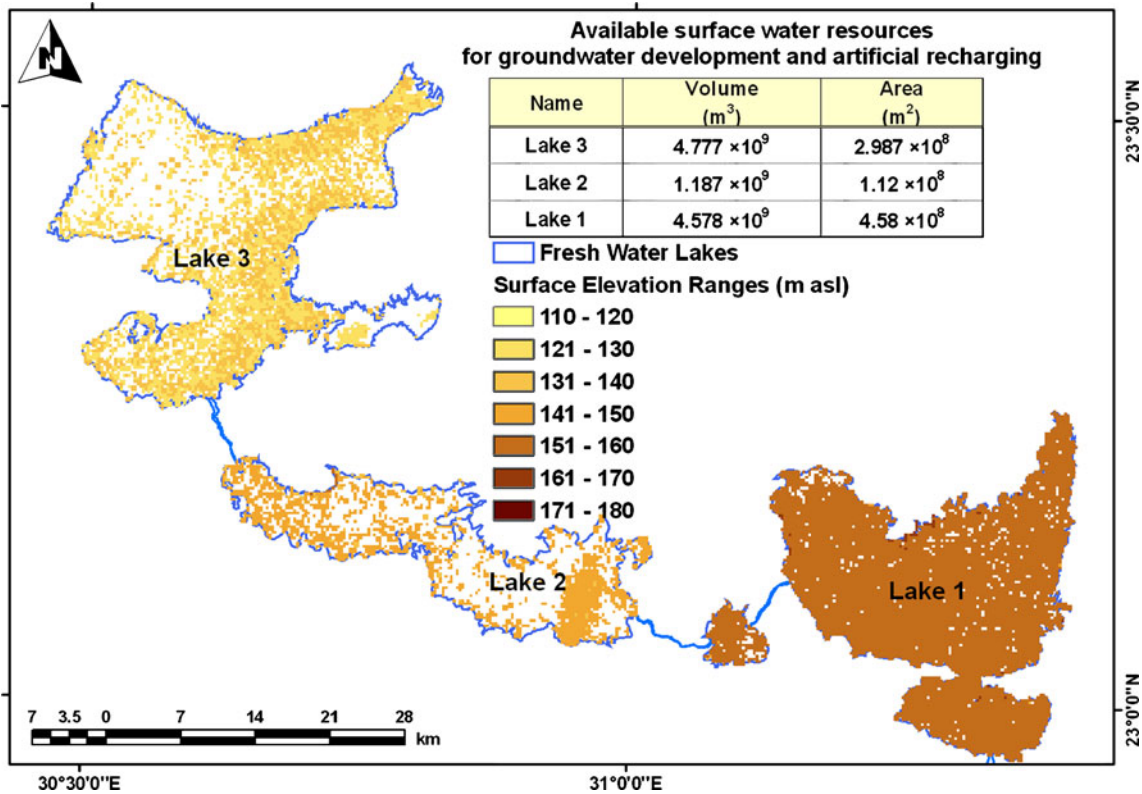 N
Available surface water resources
for groundwater development and artificial recharging
Name Volume (m³) Area (m²)
Lake 3 4.777 ×10⁹ 2.987 ×10⁸
Lake 2 1.187 ×10⁹ 1.12 ×10⁸
Lake 1 4.578 ×10⁹ 4.58 ×10⁸
Fresh Water Lakes
Surface Elevation Ranges (m asl)
110 - 120
121 - 130
131 - 140
141 - 150
151 - 160
161 - 170
171 - 180
Lake 3
Lake 2
Lake 1
7 3.5 0 7 14 21 28
km
23°30'0"N
23°0'0"N
30°30'0"E 31°0'0"E